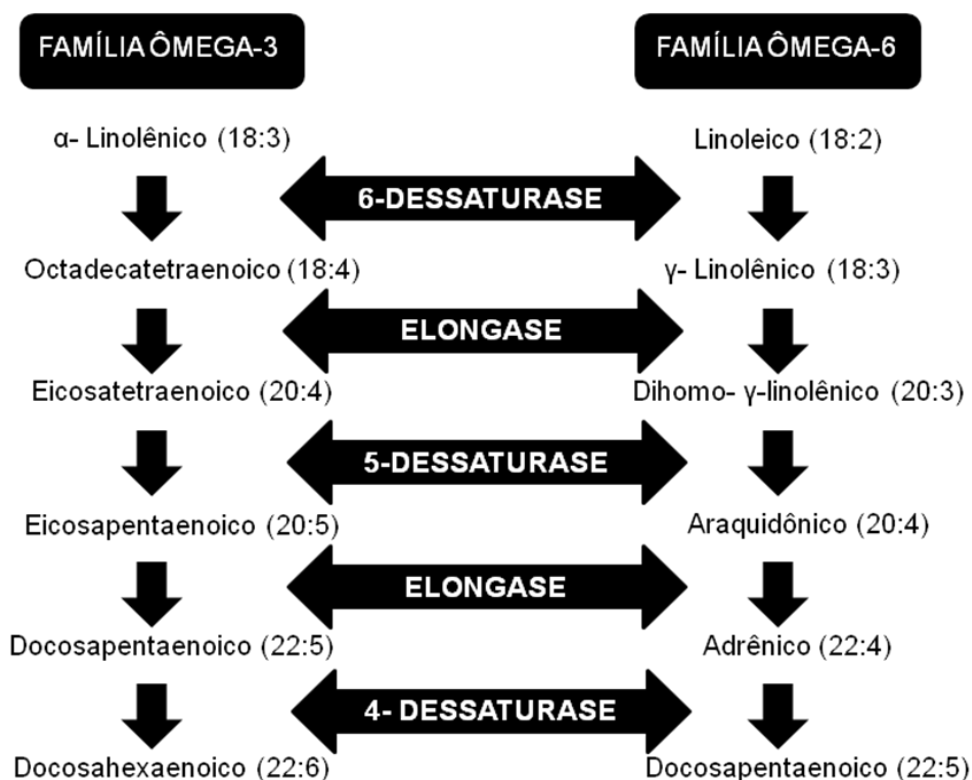 FAMÍLIA ÔMEGA-3
FAMÍLIA ÔMEGA-6
α- Linolênico (18:3)
Linoleico (18:2)
6-DESSATURASE
Octadecatetraenoico (18:4)
γ- Linolênico (18:3)
ELONGASE
Eicosatetraenoico (20:4)
Dihomo- γ-linolênico (20:3)
5-DESSATURASE
Eicosapentaenoico (20:5)
Araquidônico (20:4)
ELONGASE
Docosapentaenoico (22:5)
Adrênico (22:4)
4- DESSATURASE
Docosahexaenoico (22:6)
Docosapentaenoico (22:5)